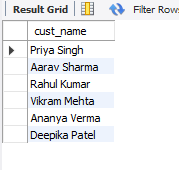 Result Grid Filter Rows
cust_name
Priya Singh
Aarav Sharma
Rahul Kumar
Vikram Mehta
Ananya Verma
Deepika Patel